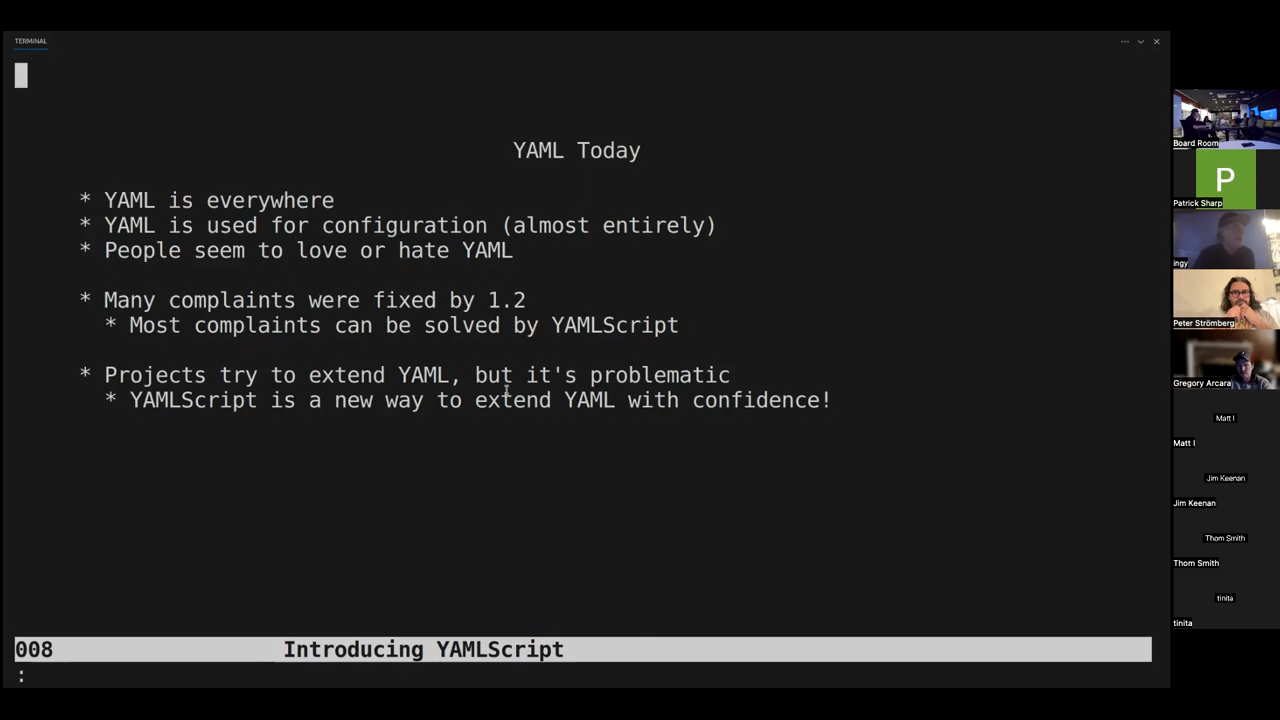 TERMINAL
YAML Today
* YAML is everywhere
* YAML is used for configuration (almost entirely)
* People seem to love or hate YAML
* Many complaints were fixed by 1.2
* Most complaints can be solved by YAMLScript
* Projects try to extend YAML, but it's problematic
* YAMLScript is a new way to extend YAML with confidence!
008 Introducing YAMLScript
:
Board Room
P
Patrick Sharp
ingy
Peter Strömberg
Gregory Arcara
Matt I
Matt I
Jim Keenan
Jim Keenan
Thom Smith
Thom Smith
tinita
tinita